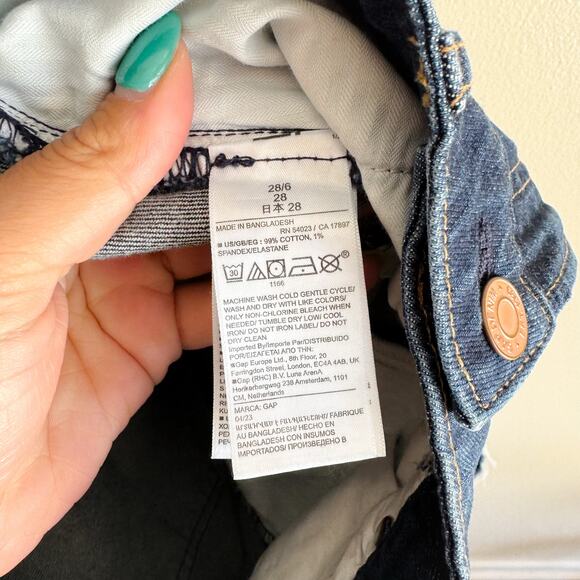 28/6
28
日本 28
MADE IN BANGLADESH
RN 54023 / CA 17897
■ US/GB/EG : 99% COTTON, 1%
SPANDEX/ELASTANE
30
1166
MACHINE WASH COLD GENTLE CYCLE/
WASH AND DRY WITH LIKE COLORS/
ONLY NON-CHLORINE BLEACH WHEN
NEEDED/ TUMBLE DRY LOW/ COOL
IRON/ DO NOT IRON LABEL/ DO NOT
DRY CLEAN
Imported By/Importe Par/DISTRIBUIDO
POR/ΕΙΣΑΓΕΤΑΙ ΑΠΟ ΤΗΝ:
■Gap Europe Ltd., 8th Floor, 20
Farringdon Street, London, EC4A 4AB, UK
■Gap (RHC) B.V. Luna ArenA
Herikerbergweg 238 Amsterdam, 1101
CM, Netherlands
MARCA: GAP
04/23
AU BANGLADESH/ HECHO EN
BANGLADESH CON INSUMOS
IMPORTADOS/ ПРОИЗВЕДЕНО В